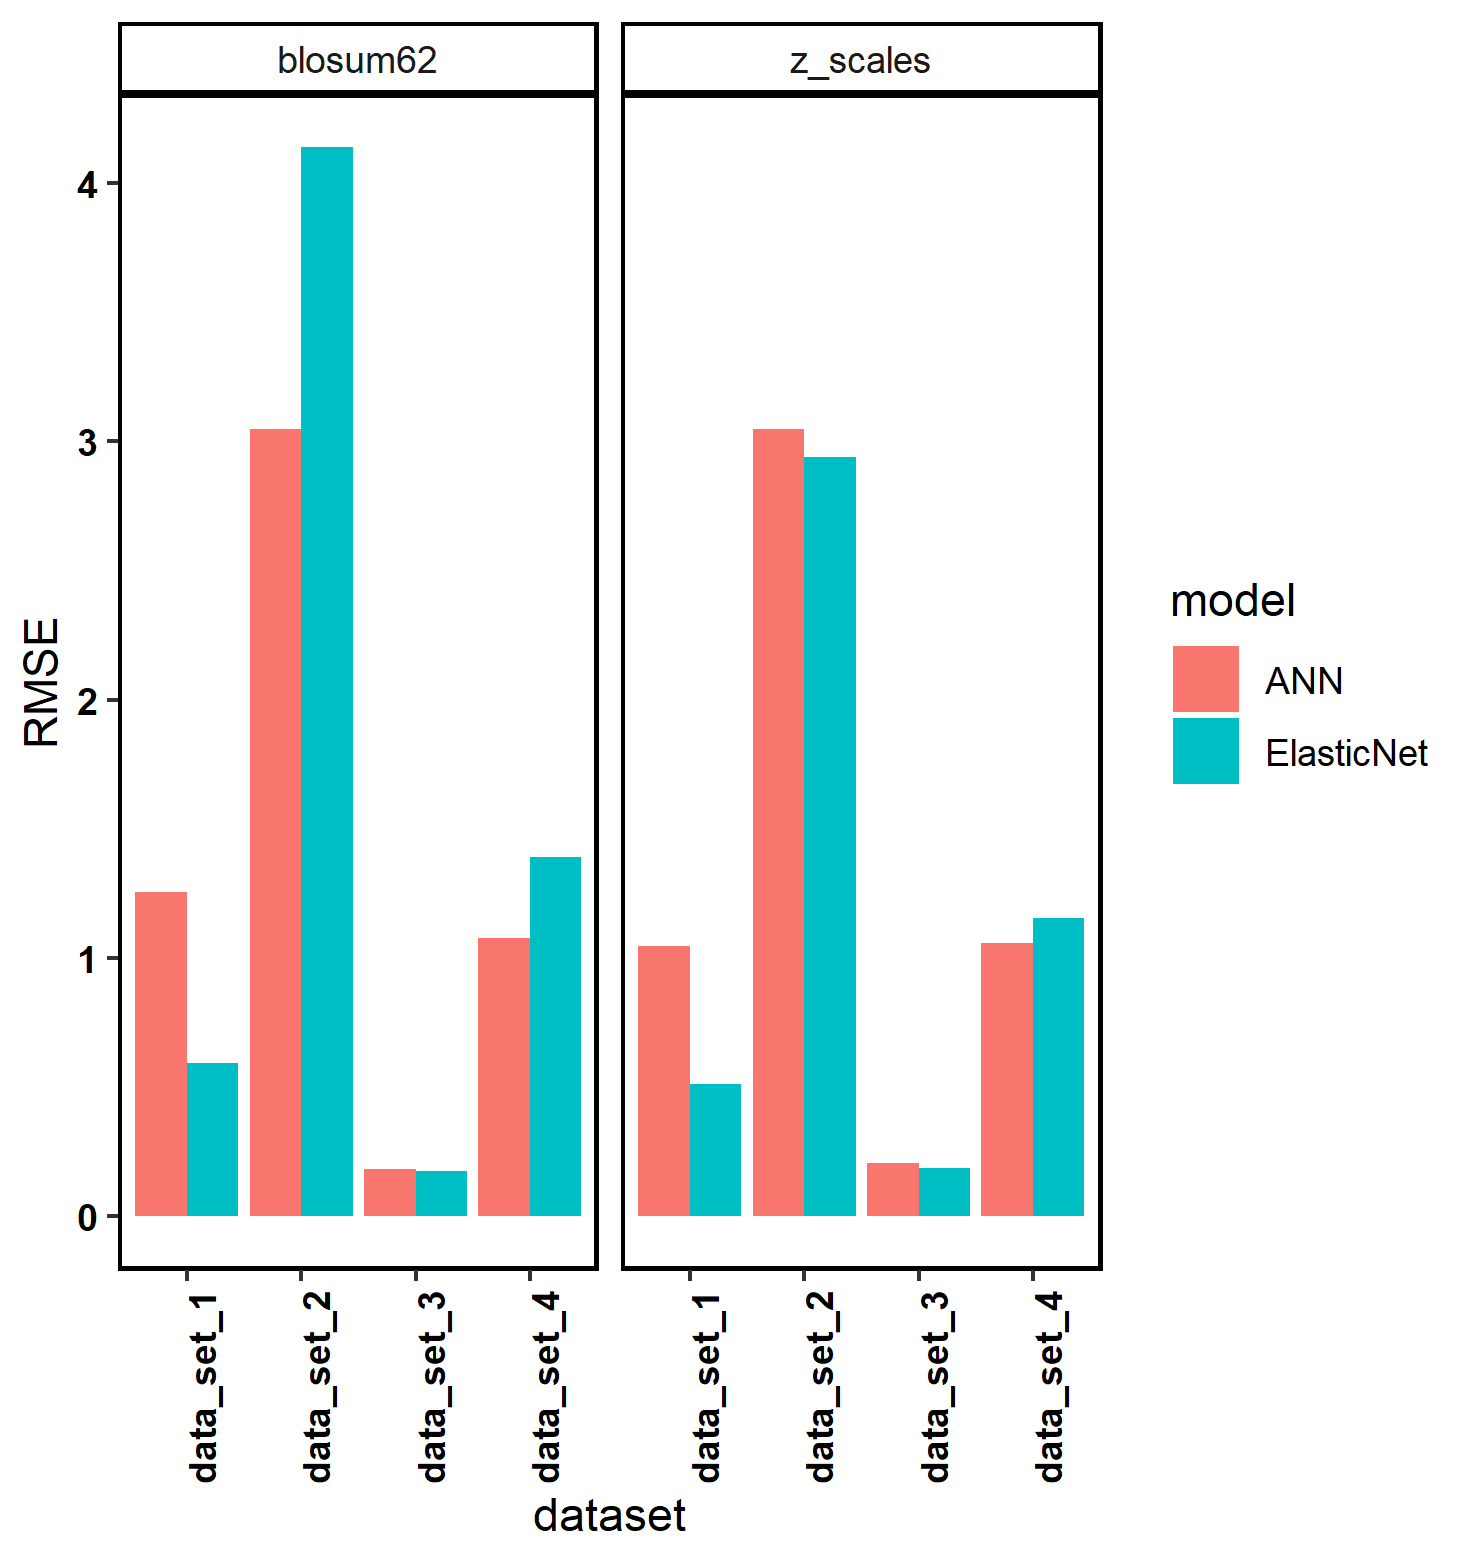 blosum62
z_scales
4
3
2
1
0
RMSE
data_set_1
data_set_2
data_set_3
data_set_4
data_set_1
data_set_2
data_set_3
data_set_4
dataset
model
ANN
ElasticNet